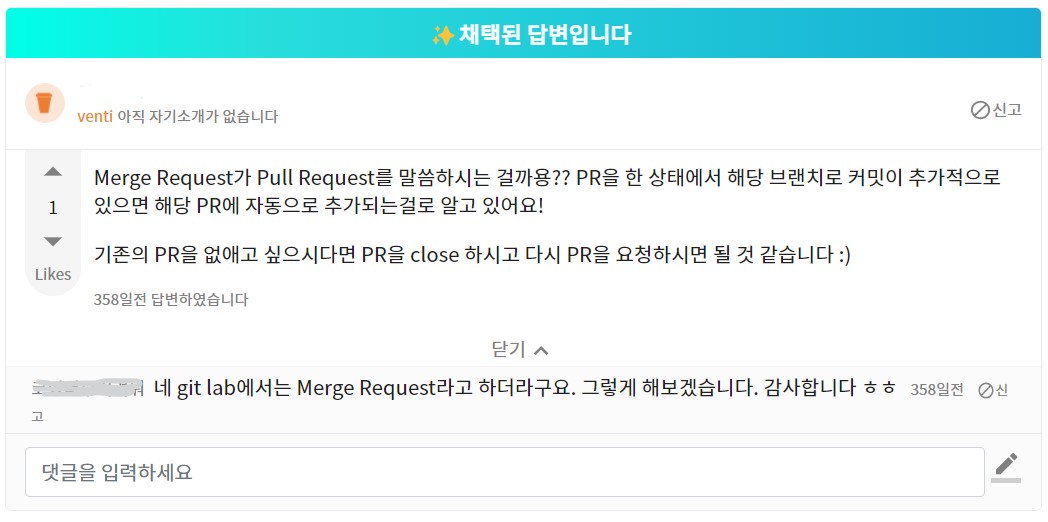 ✨채택된 답변입니다
venti 아직 자기소개가 없습니다
신고
Merge Request가 Pull Request를 말씀하시는 걸까용?? PR을 한 상태에서 해당 브랜치로 커밋이 추가적으로
있으면 해당 PR에 자동으로 추가되는걸로 알고 있어요!
1
기존의 PR을 없애고 싶으시다면 PR을 close 하시고 다시 PR을 요청하시면 될 것 같습니다 :)
Likes
358일전 답변하였습니다
닫기
네 git lab에서는 Merge Request라고 하더라구요. 그렇게 해보겠습니다. 감사합니다 ㅎㅎ 358일전 신
고
댓글을 입력하세요